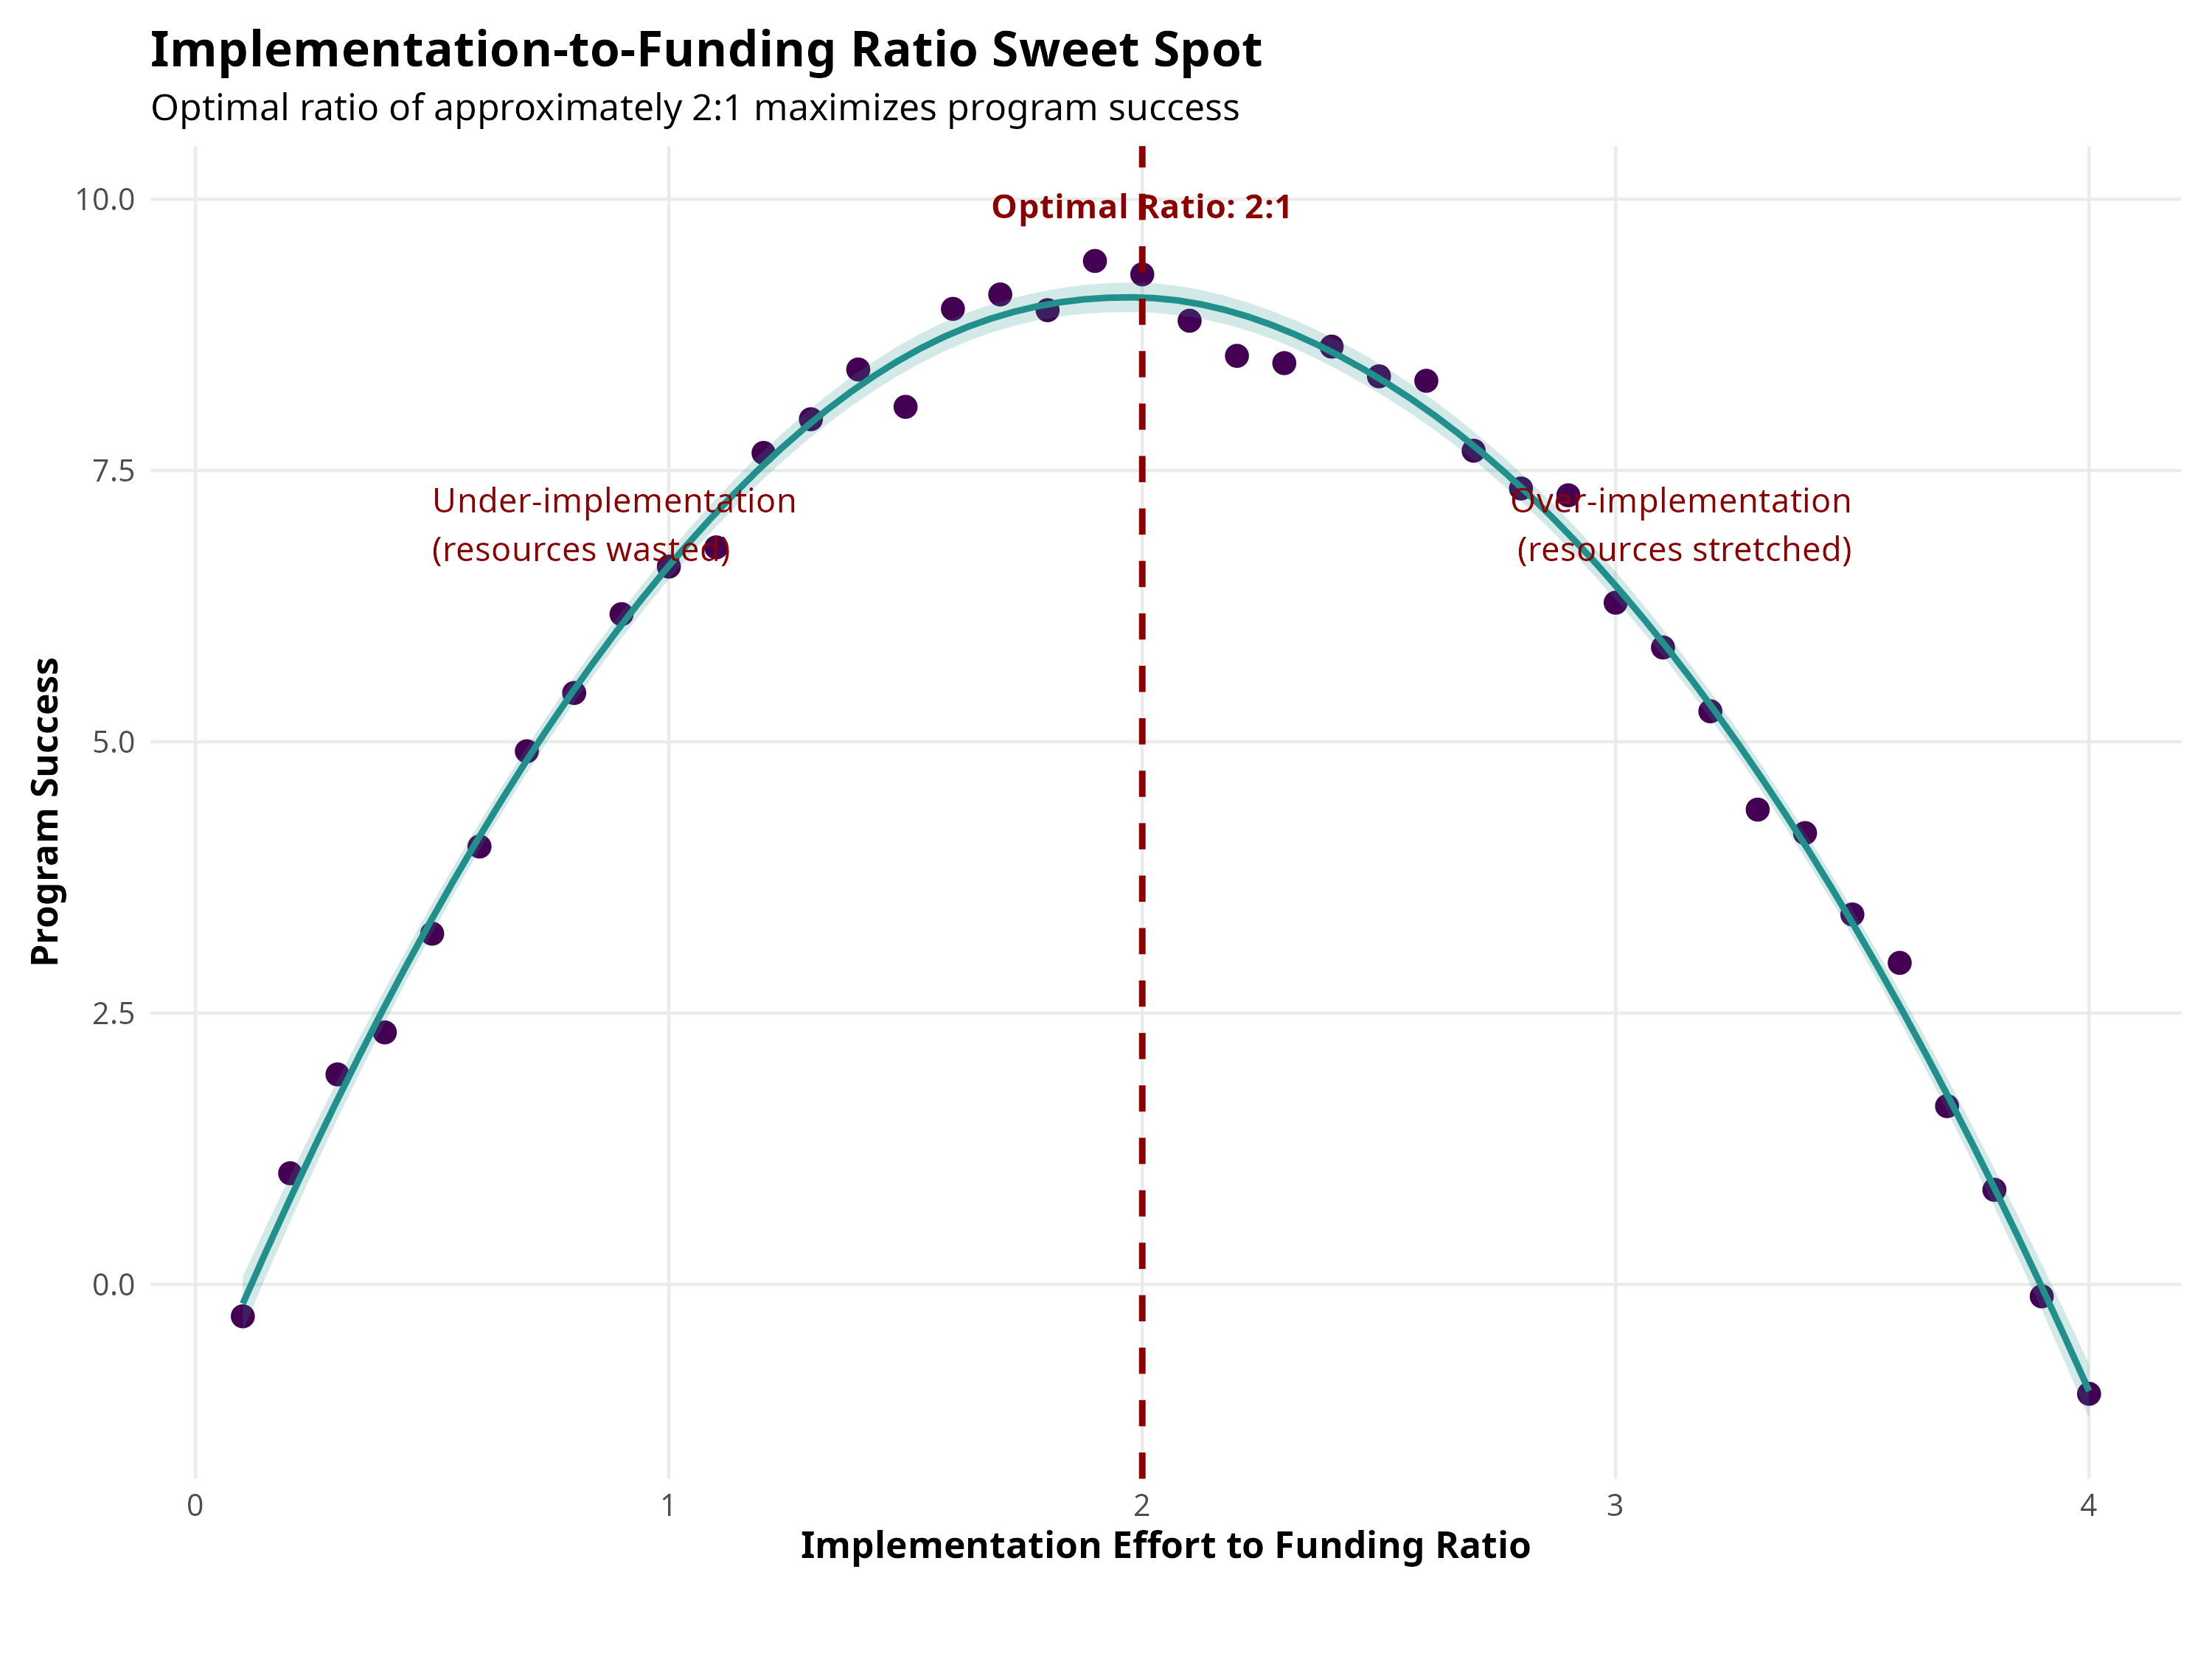 Implementation-to-Funding Ratio Sweet Spot
Optimal ratio of approximately 2:1 maximizes program success
10.0
Optimal Ratio: 2:1
7.5
Under-implementation
(resources wasted)
Over-implementation
(resources stretched)
5.0
2.5
0.0
Program Success
0 1 2 3 4
Implementation Effort to Funding Ratio